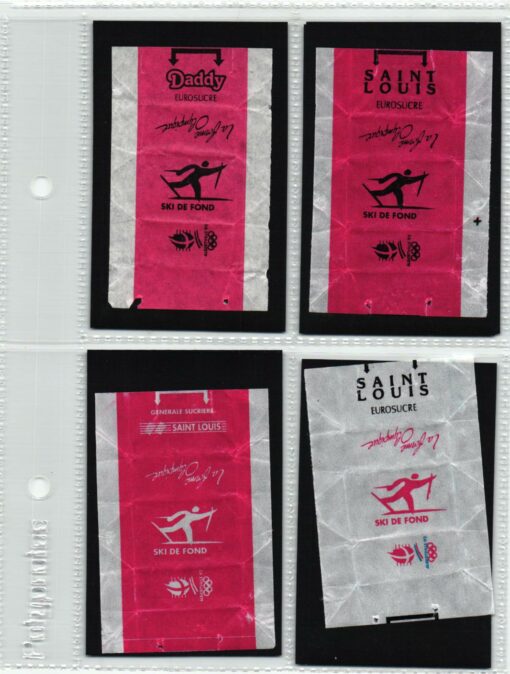 Daddy
EUROSUCRE
La forme
Olympique
SKI DE FOND
SAINT
LOUIS
EUROSUCRE
La forme
Olympique
SKI DE FOND
GENERALE SUCRIERE
SAINT LOUIS
La forme
Olympique
SKI DE FOND
SAINT
LOUIS
EUROSUCRE
La forme
Olympique
SKI DE FOND